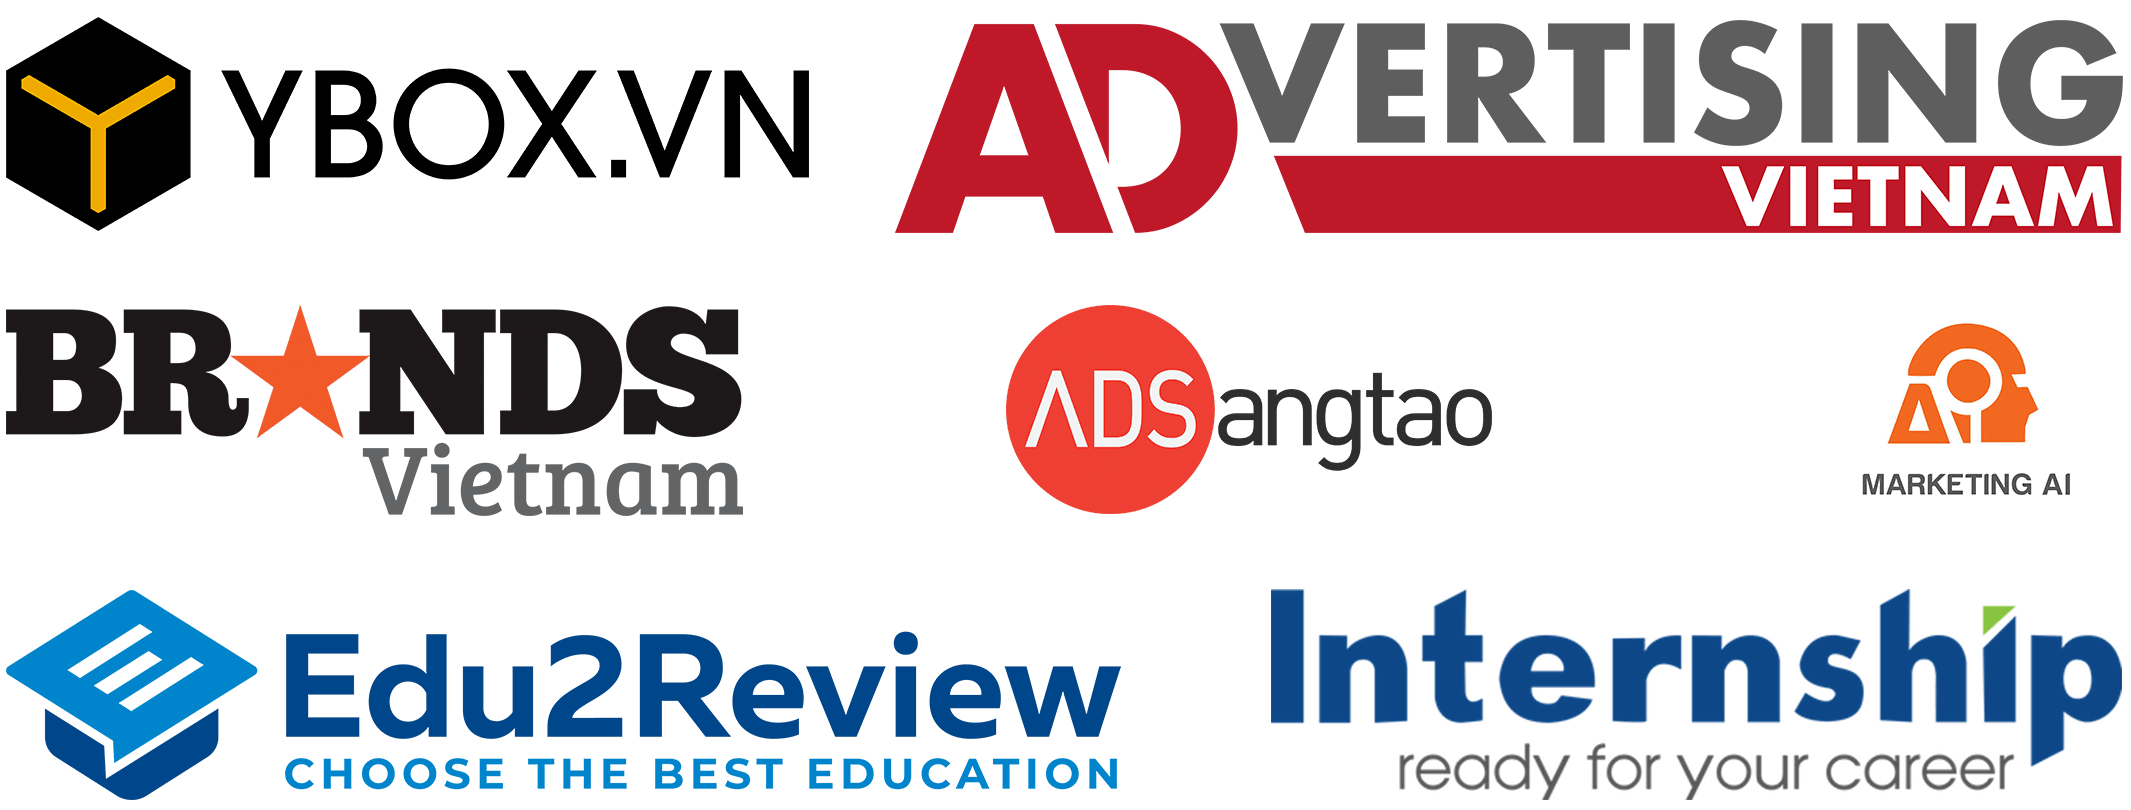 YBOX.VN
ADVERTISING
VIETNAM
BRANDS
Vietnam
ADSangtao
AI
MARKETING AI
Edu2Review
CHOOSE THE BEST EDUCATION
Internship
ready for your career